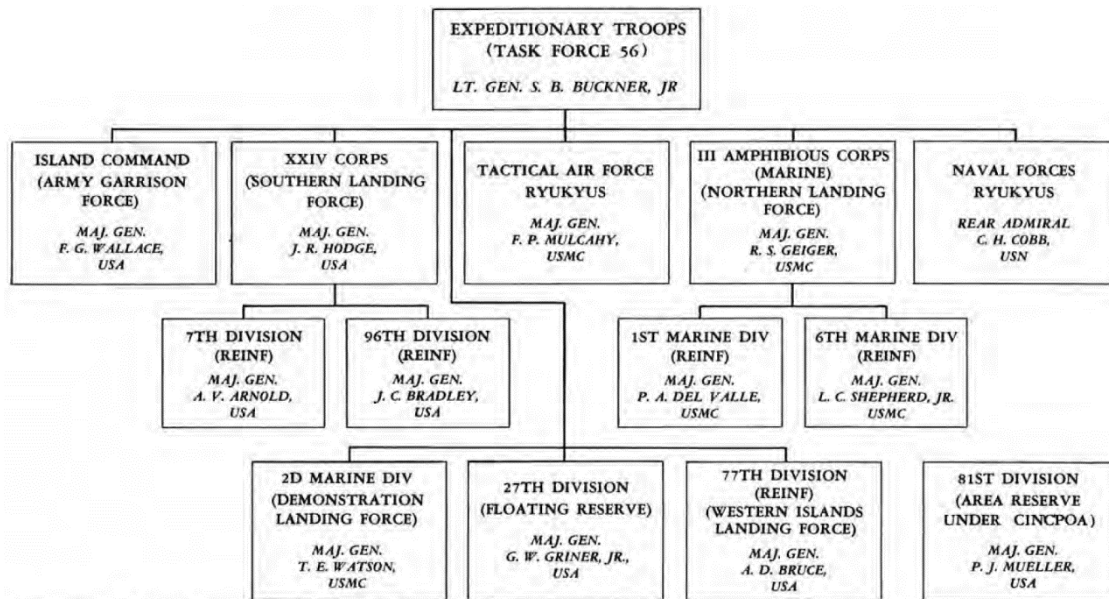 EXPEDITIONARY TROOPS
(TASK FORCE 56)
LT. GEN. S. B. BUCKNER, JR
ISLAND COMMAND
(ARMY GARRISON
FORCE)
MAJ. GEN.
F. G. WALLACE,
USA
XXIV CORPS
(SOUTHERN LANDING
FORCE)
MAJ. GEN.
J. R. HODGE,
USA
TACTICAL AIR FORCE
RYUKYUS
MAJ. GEN.
F. P. MULCAHY,
USMC
III AMPHIBIOUS CORPS
(MARINE)
(NORTHERN LANDING
FORCE)
MAJ. GEN.
R. S. GEIGER,
USMC
NAVAL FORCES
RYUKYUS
REAR ADMIRAL
C. H. COBB,
USN
7TH DIVISION
(REINF)
MAJ. GEN.
A. V. ARNOLD,
USA
96TH DIVISION
(REINF)
MAJ. GEN.
J. C. BRADLEY,
USA
1ST MARINE DIV
(REINF)
MAJ. GEN.
P. A. DEL VALLE,
USMC
6TH MARINE DIV
(REINF)
MAJ. GEN.
L. C. SHEPHERD, JR.
USMC
2D MARINE DIV
(DEMONSTRATION
LANDING FORCE)
MAJ. GEN.
T. E. WATSON,
USMC
27TH DIVISION
(FLOATING RESERVE)
MAJ. GEN.
G. W. GRINER, JR.,
USA
77TH DIVISION
(REINF)
(WESTERN ISLANDS
LANDING FORCE)
MAJ. GEN.
A. D. BRUCE,
USA
81ST DIVISION
(AREA RESERVE
UNDER CINCPOA)
MAJ. GEN.
P. J. MUELLER,
USA